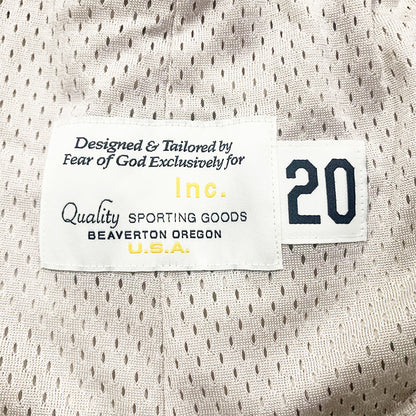 Designed & Tailored by
Fear of God Exclusively for
Inc.
Quality SPORTING GOODS
BEAVERTON OREGON
U.S.A.
20